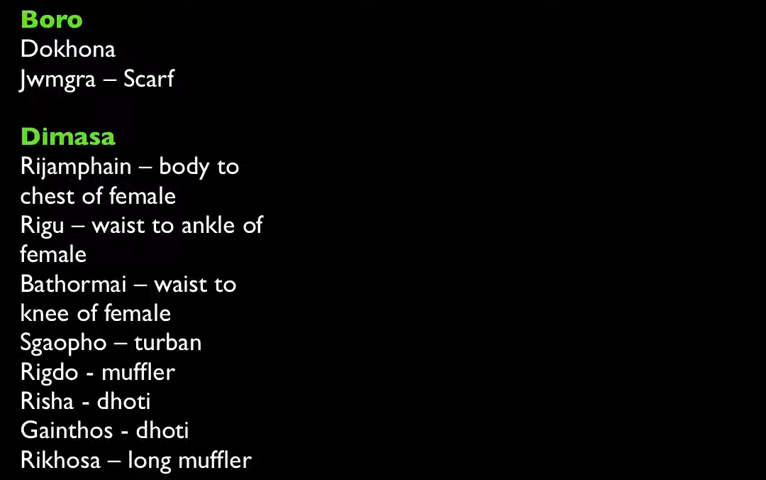 Boro
Dokhona
Jwmgra – Scarf
Dimasa
Rijamphain – body to
chest of female
Rigu – waist to ankle of
female
Bathormai – waist to
knee of female
Sgaopho – turban
Rigdo - muffler
Risha - dhoti
Gainthos - dhoti
Rikhosa – long muffler